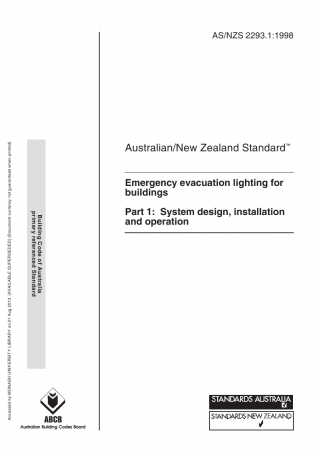 AS/NZS 2293.1:1998
Australian/New Zealand Standard™
Emergency evacuation lighting for
buildings
Part 1: System design, installation
and operation
Building Code of Australia
primary referenced Standard
Accessed by MONASH UNIVERSITY LIBRARY on 21 Aug 2013 [AVAILABLE SUPERSEDED] (Document currency not guaranteed when printed)
ABCB
Australian Building Codes Board
STANDARDS AUSTRALIA
STANDARDS NEW ZEALAND